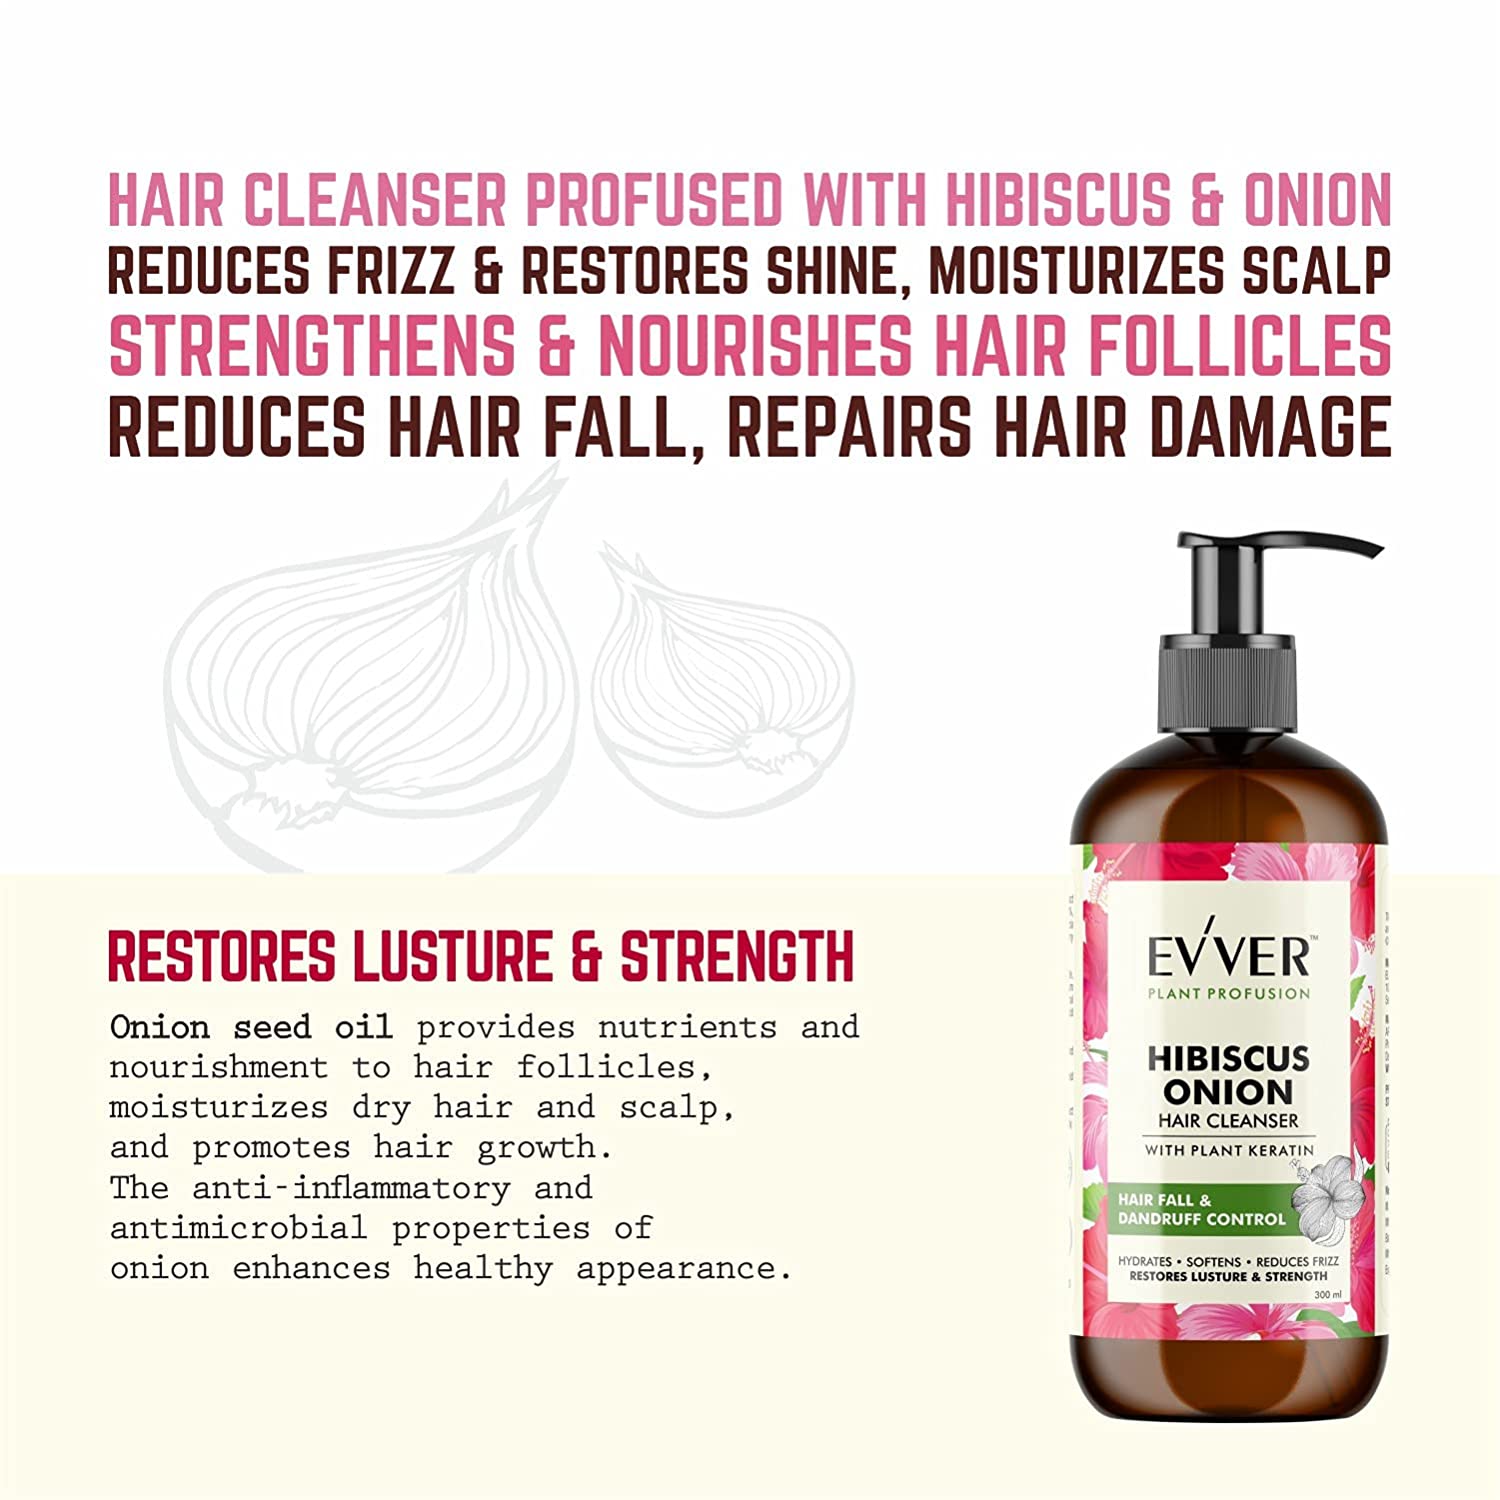 HAIR CLEANSER PROFUSED WITH HIBISCUS & ONION
REDUCES FRIZZ & RESTORES SHINE, MOISTURIZES SCALP
STRENGTHENS & NOURISHES HAIR FOLLICLES
REDUCES HAIR FALL, REPAIRS HAIR DAMAGE
RESTORES LUSTURE & STRENGTH
Onion seed oil provides nutrients and
nourishment to hair follicles,
moisturizes dry hair and scalp,
and promotes hair growth.
The anti-inflammatory and
antimicrobial properties of
onion enhances healthy appearance.
EVVER™
PLANT PROFUSION
HIBISCUS
ONION
HAIR CLEANSER
WITH PLANT KERATIN
HAIR FALL &
DANDRUFF CONTROL
HYDRATES • SOFTENS • REDUCES FRIZZ
RESTORES LUSTURE & STRENGTH
300 ml